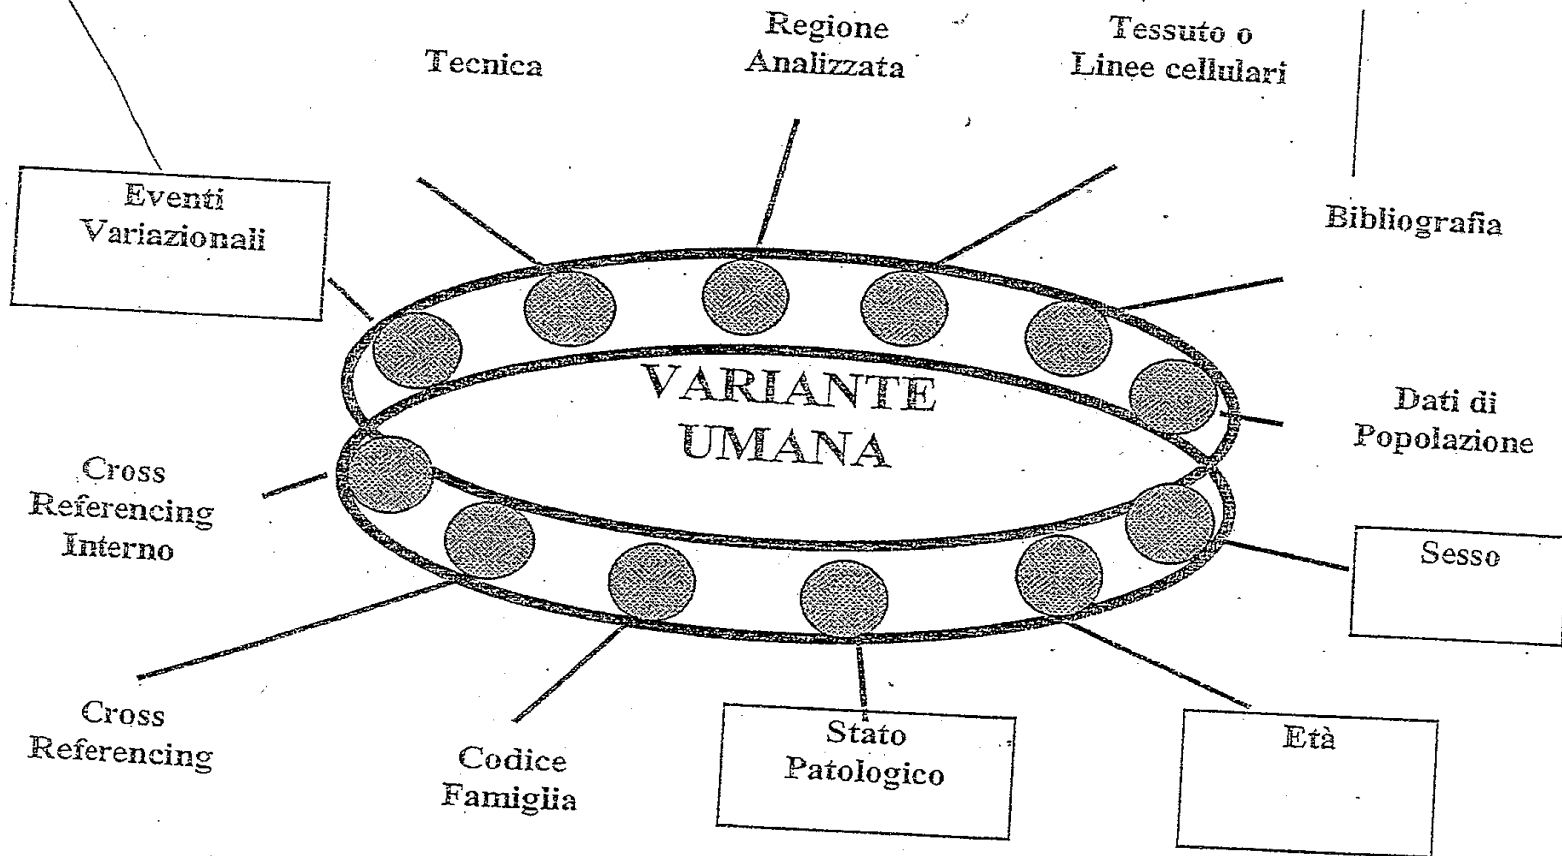 Tecnica
Regione
Analizzata
Tessuto o
Linee cellulari
Eventi
Variazionali
Bibliografia
VARIANTE
UMANA
Dati di
Popolazione
Cross
Referencing
Interno
Sesso
Cross
Referencing
Codice
Famiglia
Stato
Patologico
Età